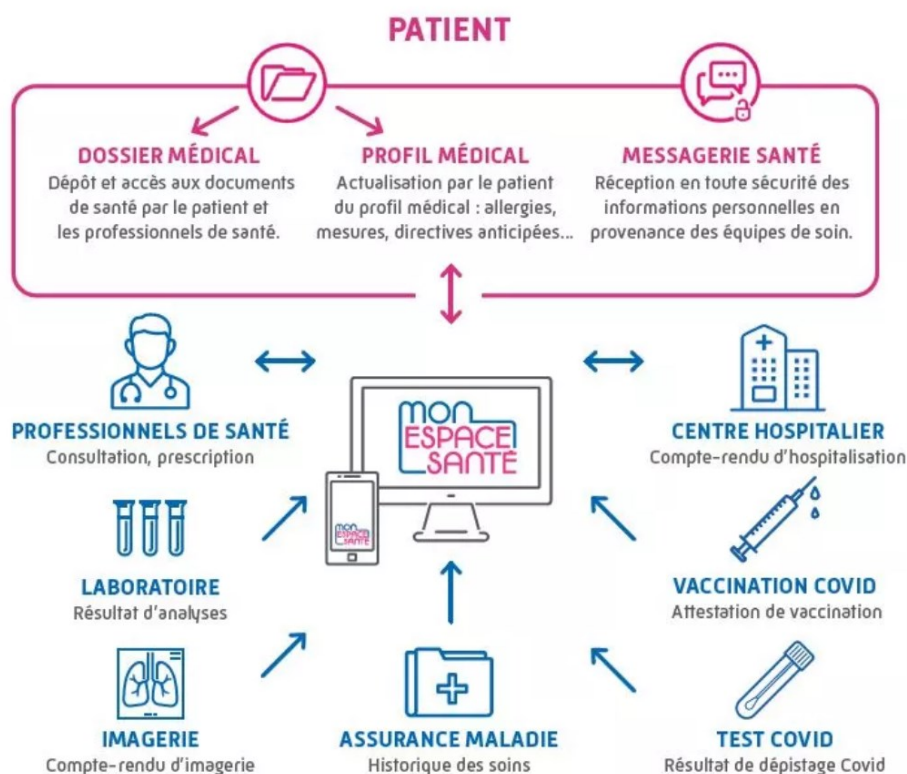 PATIENT
DOSSIER MÉDICAL
Dépôt et accès aux documents
de santé par le patient et
les professionnels de santé.
PROFIL MÉDICAL
Actualisation par le patient
du profil médical : allergies,
mesures, directives anticipées...
MESSAGERIE SANTÉ
Réception en toute sécurité des
informations personnelles en
provenance des équipes de soin.
PROFESSIONNELS DE SANTÉ
Consultation, prescription
mon
ESPACE
SANTÉ
CENTRE HOSPITALIER
Compte-rendu d'hospitalisation
mon
ESPACE
SANTÉ
LABORATOIRE
Résultat d'analyses
VACCINATION COVID
Attestation de vaccination
IMAGERIE
Compte-rendu d'imagerie
ASSURANCE MALADIE
Historique des soins
TEST COVID
Résultat de dépistage Covid